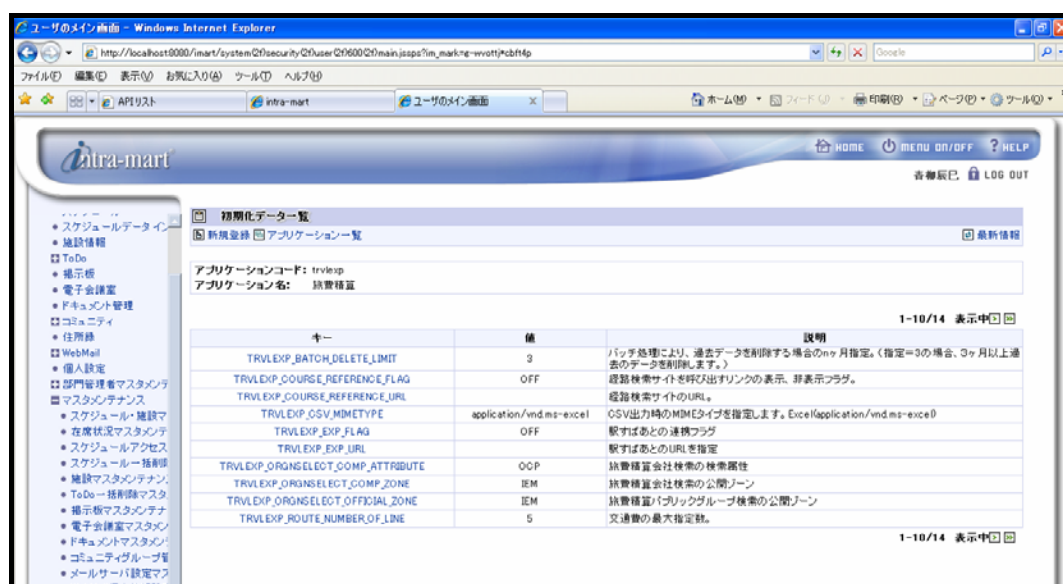 ユーザのメイン画面 - Windows Internet Explorer
http://localhost:8080/imart/system(2f)security(2f)user(2f)600(2f)main.jssps?im_mark=
Google
ファイル(F) 編集(E) 表示(V) お気に入り(A) ツール(T) ヘルプ(H)
APIリスト intra-mart ユーザのメイン画面 ホーム(M) フィード(J) 印刷(R) ページ(P) ツール(O)
intra-mart
HOME MENU ON/OFF HELP
青柳辰巳 LOG OUT
スケジュール
スケジュールデータイン
施設情報
ToDo
掲示板
電子会議室
ドキュメント管理
コミュニティ
住所録
WebMail
個人設定
部門管理者マスタメンテ
マスタメンテナンス
スケジュール・施設マ
在席状況マスタメンテ
スケジュールアクセス
スケジュール一括削除
施設マスタメンテナン
ToDo一括削除マスタ
掲示板マスタメンテナ
電子会議室マスタメン
ドキュメントマスタメン
コミュニティグループ管
メールサーバ設定マス
初期化データ一覧
新規登録 アプリケーション一覧 最新情報
アプリケーションコード: trvlexp
アプリケーション名: 旅費精算
1-10/14 表示中
キー 値 説明
TRVLEXP_BATCH_DELETE_LIMIT 3 バッチ処理により、過去データを削除する場合のnヶ月指定。(指定=3の場合、3ヶ月以上過
去のデータを削除します。)
TRVLEXP_COURSE_REFERENCE_FLAG OFF 経路検索サイトを呼び出すリンクの表示、非表示フラグ。
TRVLEXP_COURSE_REFERENCE_URL 経路検索サイトのURL。
TRVLEXP_CSV_MIMETYPE application/vnd.ms-excel CSV出力時のMIMEタイプを指定します。Excel(application/vnd.ms-excel)
TRVLEXP_EXP_FLAG OFF 駅すぱあとの連携フラグ
TRVLEXP_EXP_URL 駅すぱあとのURLを指定
TRVLEXP_ORGNSELECT_COMP_ATTRIBUTE OCP 旅費精算会社検索の検索属性
TRVLEXP_ORGNSELECT_COMP_ZONE IEM 旅費精算会社検索の公開ゾーン
TRVLEXP_ORGNSELECT_OFFICIAL_ZONE IEM 旅費精算パブリックグループ検索の公開ゾーン
TRVLEXP_ROUTE_NUMBER_OF_LINE 5 交通費の最大指定数。
1-10/14 表示中